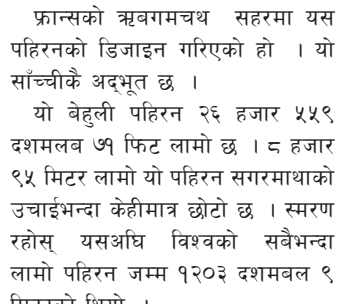 फ्रान्सको ऋबगमचथ सहरमा यस
पहिरनको डिजाइन गरिएको हो । यो
साँच्चीकै अद्भूत छ ।
यो बेहुली पहिरन २६ हजार ५५९
दशमलब ७१ फिट लामो छ । ८ हजार
९५ मिटर लामो यो पहिरन सगरमाथाको
उचाईभन्दा केहीमात्र छोटो छ । स्मरण
रहोस् यसअघि विश्वको सबैभन्दा
लामो पहिरन जम्म १२०३ दशमबल ९